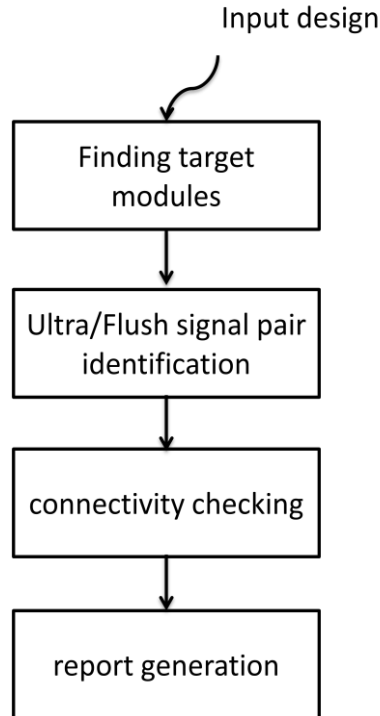 Input design
Finding target
modules
Ultra/Flush signal pair
identification
connectivity checking
report generation